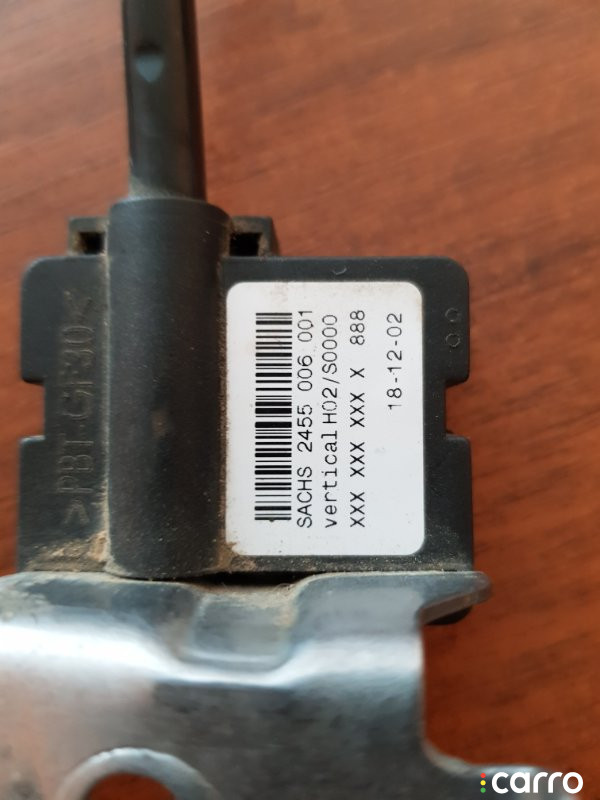 SACHS 2455 006 001
vertical H02/S0000
XXX XXX XXX X 888
18-12-02
>PBT-GF30<
carro